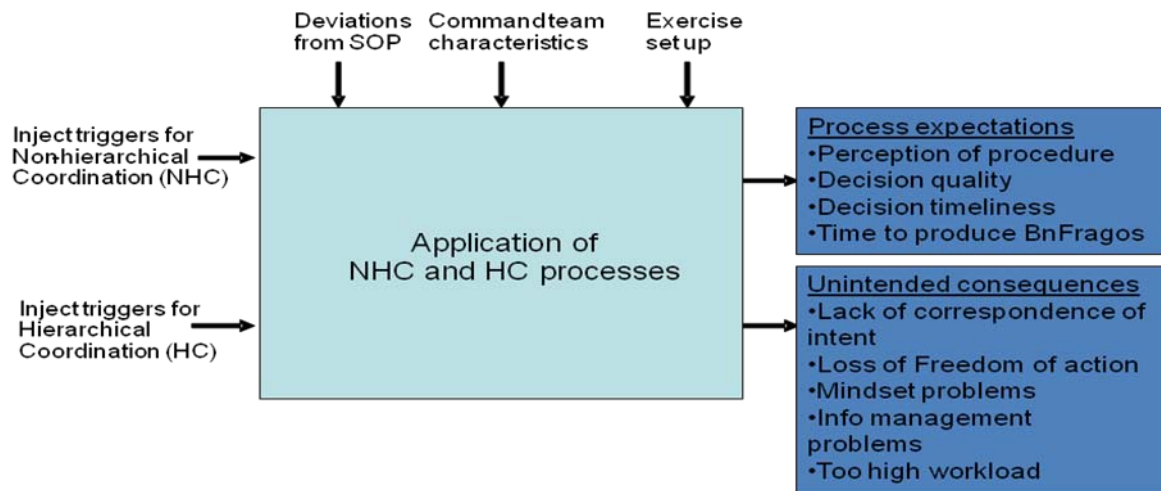 Deviations
from SOP
Command team
characteristics
Exercise
set up
Inject triggers for
Non-hierarchical
Coordination (NHC)
Inject triggers for
Hierarchical
Coordination (HC)
Application of
NHC and HC processes
Process expectations
•Perception of procedure
•Decision quality
•Decision timeliness
•Time to produce BnFragos
Unintended consequences
•Lack of correspondence of
intent
•Loss of Freedom of action
•Mindset problems
•Info management
problems
•Too high workload